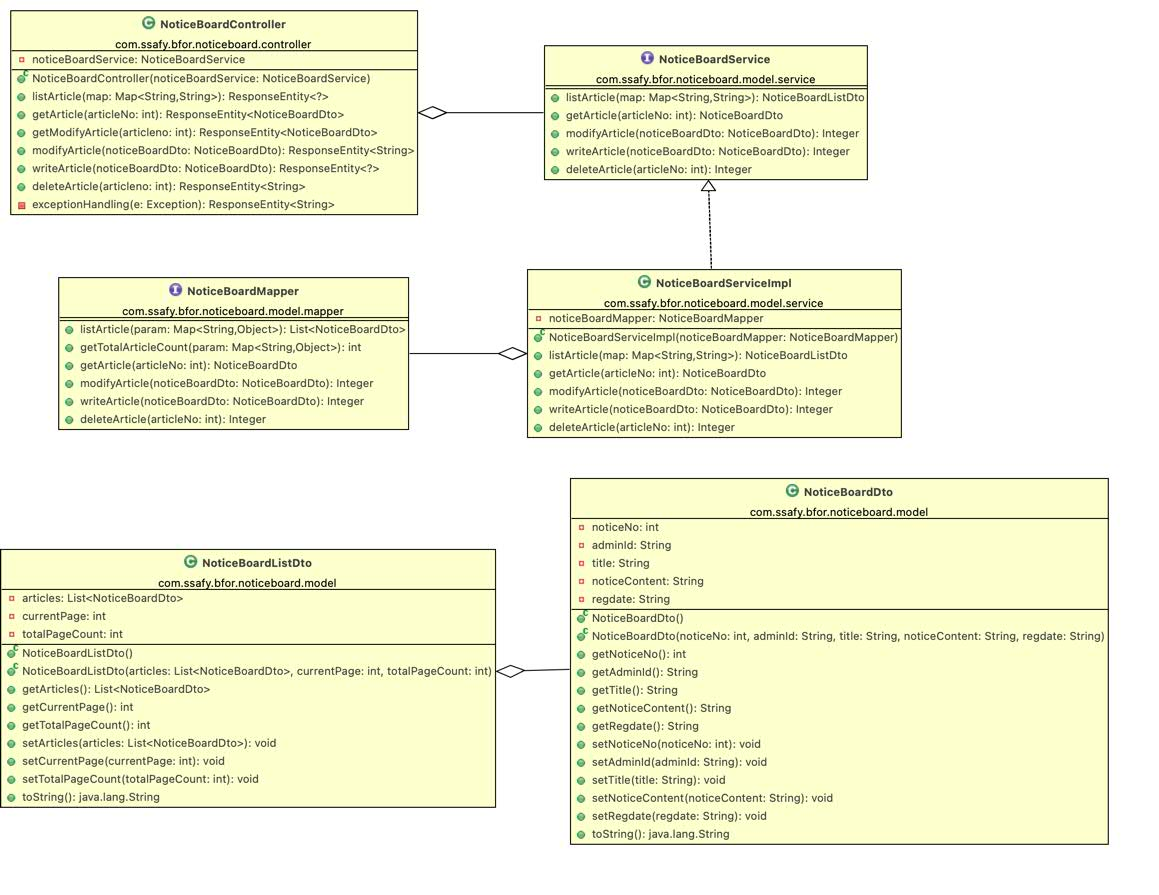 NoticeBoardController
com.ssafy.bfor.noticeboard.controller
noticeBoardService: NoticeBoardService
NoticeBoardController(noticeBoardService: NoticeBoardService)
listArticle(map: Map<String,String>): ResponseEntity<?>
getArticle(articleNo: int): ResponseEntity<NoticeBoardDto>
getModifyArticle(articleno: int): ResponseEntity<NoticeBoardDto>
modifyArticle(noticeBoardDto: NoticeBoardDto): ResponseEntity<String>
writeArticle(noticeBoardDto: NoticeBoardDto): ResponseEntity<?>
deleteArticle(articleno: int): ResponseEntity<String>
exceptionHandling(e: Exception): ResponseEntity<String>
NoticeBoardService
com.ssafy.bfor.noticeboard.model.service
listArticle(map: Map<String,String>): NoticeBoardListDto
getArticle(articleNo: int): NoticeBoardDto
modifyArticle(noticeBoardDto: NoticeBoardDto): Integer
writeArticle(noticeBoardDto: NoticeBoardDto): Integer
deleteArticle(articleNo: int): Integer
NoticeBoardMapper
com.ssafy.bfor.noticeboard.model.mapper
listArticle(param: Map<String,Object>): List<NoticeBoardDto>
getTotalArticleCount(param: Map<String,Object>): int
getArticle(articleNo: int): NoticeBoardDto
modifyArticle(noticeBoardDto: NoticeBoardDto): Integer
writeArticle(noticeBoardDto: NoticeBoardDto): Integer
deleteArticle(articleNo: int): Integer
NoticeBoardServiceImpl
com.ssafy.bfor.noticeboard.model.service
noticeBoardMapper: NoticeBoardMapper
NoticeBoardServiceImpl(noticeBoardMapper: NoticeBoardMapper)
listArticle(map: Map<String,String>): NoticeBoardListDto
getArticle(articleNo: int): NoticeBoardDto
modifyArticle(noticeBoardDto: NoticeBoardDto): Integer
writeArticle(noticeBoardDto: NoticeBoardDto): Integer
deleteArticle(articleNo: int): Integer
NoticeBoardListDto
com.ssafy.bfor.noticeboard.model
articles: List<NoticeBoardDto>
currentPage: int
totalPageCount: int
NoticeBoardListDto()
NoticeBoardListDto(articles: List<NoticeBoardDto>, currentPage: int, totalPageCount: int)
getArticles(): List<NoticeBoardDto>
getCurrentPage(): int
getTotalPageCount(): int
setArticles(articles: List<NoticeBoardDto>): void
setCurrentPage(currentPage: int): void
setTotalPageCount(totalPageCount: int): void
toString(): java.lang.String
NoticeBoardDto
com.ssafy.bfor.noticeboard.model
noticeNo: int
adminId: String
title: String
noticeContent: String
regdate: String
NoticeBoardDto()
NoticeBoardDto(noticeNo: int, adminId: String, title: String, noticeContent: String, regdate: String)
getNoticeNo(): int
getAdminId(): String
getTitle(): String
getNoticeContent(): String
getRegdate(): String
setNoticeNo(noticeNo: int): void
setAdminId(adminId: String): void
setTitle(title: String): void
setNoticeContent(noticeContent: String): void
setRegdate(regdate: String): void
toString(): java.lang.String